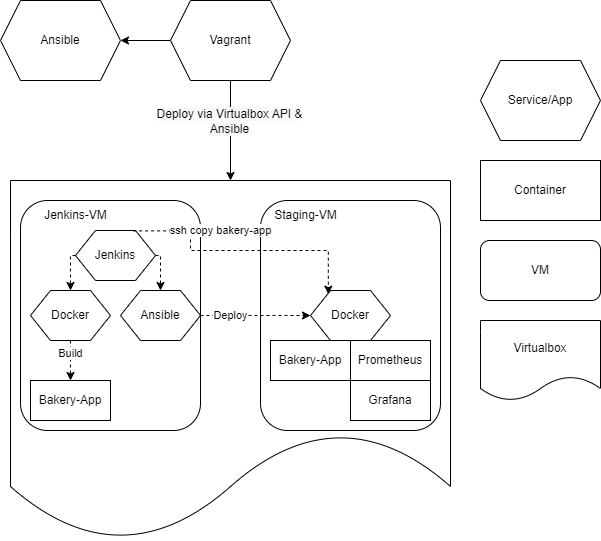 Ansible
Vagrant
Deploy via Virtualbox API &
Ansible
Jenkins-VM
Staging-VM
ssh copy bakery-app
Jenkins
Docker
Ansible
Deploy
Docker
Build
Bakery-App
Bakery-App
Prometheus
Grafana
Service/App
Container
VM
Virtualbox